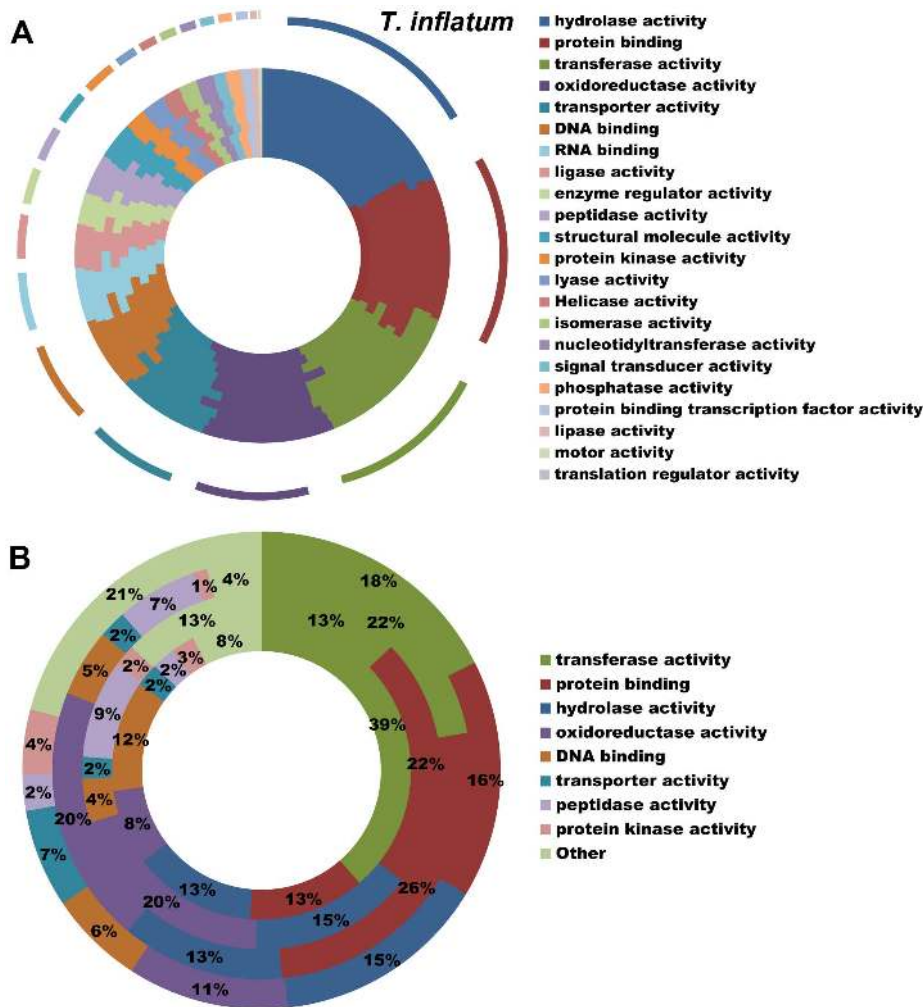 A
T. inflatum
hydrolase activity
protein binding
transferase activity
oxidoreductase activity
transporter activity
DNA binding
RNA binding
ligase activity
enzyme regulator activity
peptidase activity
structural molecule activity
protein kinase activity
lyase activity
Helicase activity
isomerase activity
nucleotidyltransferase activity
signal transducer activity
phosphatase activity
protein binding transcription factor activity
lipase activity
motor activity
translation regulator activity
B
4%
18%
1%
21%
7%
13%
13%
22%
2%
8%
3%
5%
2%
2%
2%
9%
39%
12%
4%
22%
2%
16%
2%
4%
20%
8%
7%
13%
26%
13%
20%
15%
6%
13%
15%
11%
transferase activity
protein binding
hydrolase activity
oxidoreductase activity
DNA binding
transporter activity
peptidase activity
protein kinase activity
Other